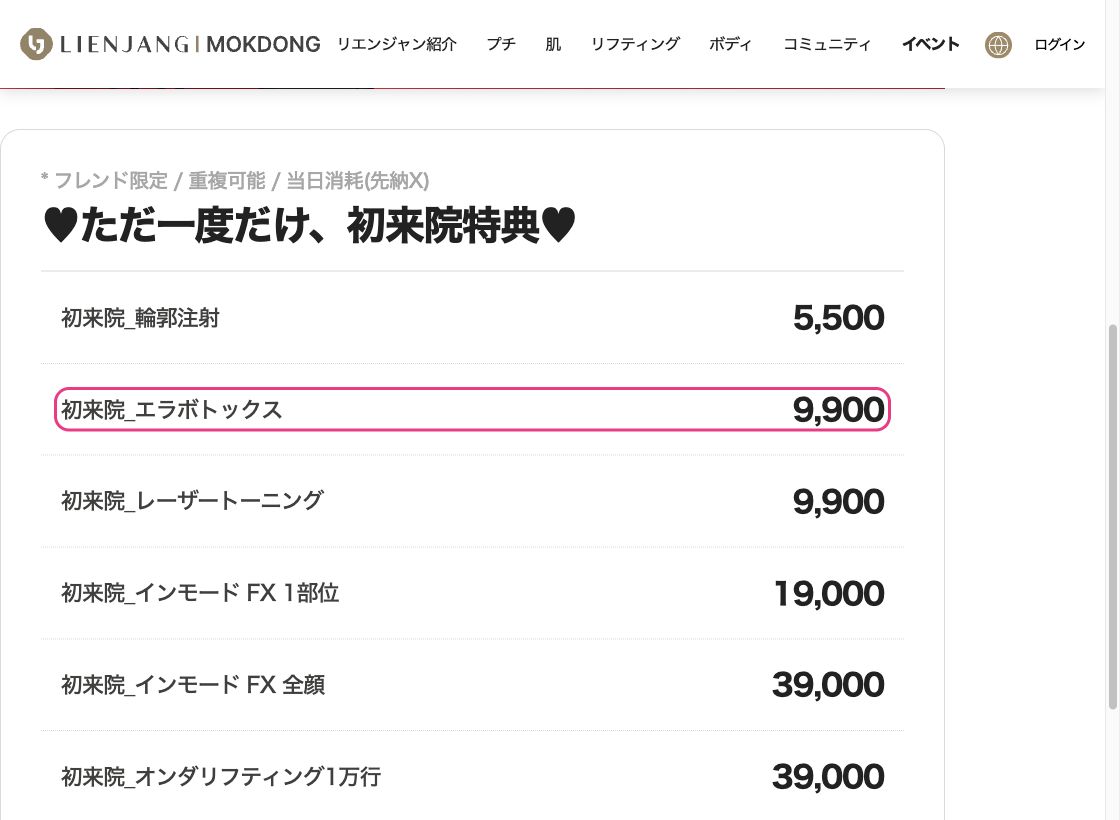 LIENJANG | MOKDONG リエンジャン紹介 プチ 肌 リフティング ボディ コミュニティ イベント ログイン
* フレンド限定 / 重複可能 / 当日消耗(先納X)
♥ただ一度だけ、初来院特典♥
初来院_輪郭注射 5,500
初来院_エラボトックス 9,900
初来院_レーザートーニング 9,900
初来院_インモード FX 1部位 19,000
初来院_インモード FX 全顔 39,000
初来院_オンダリフティング1万行 39,000